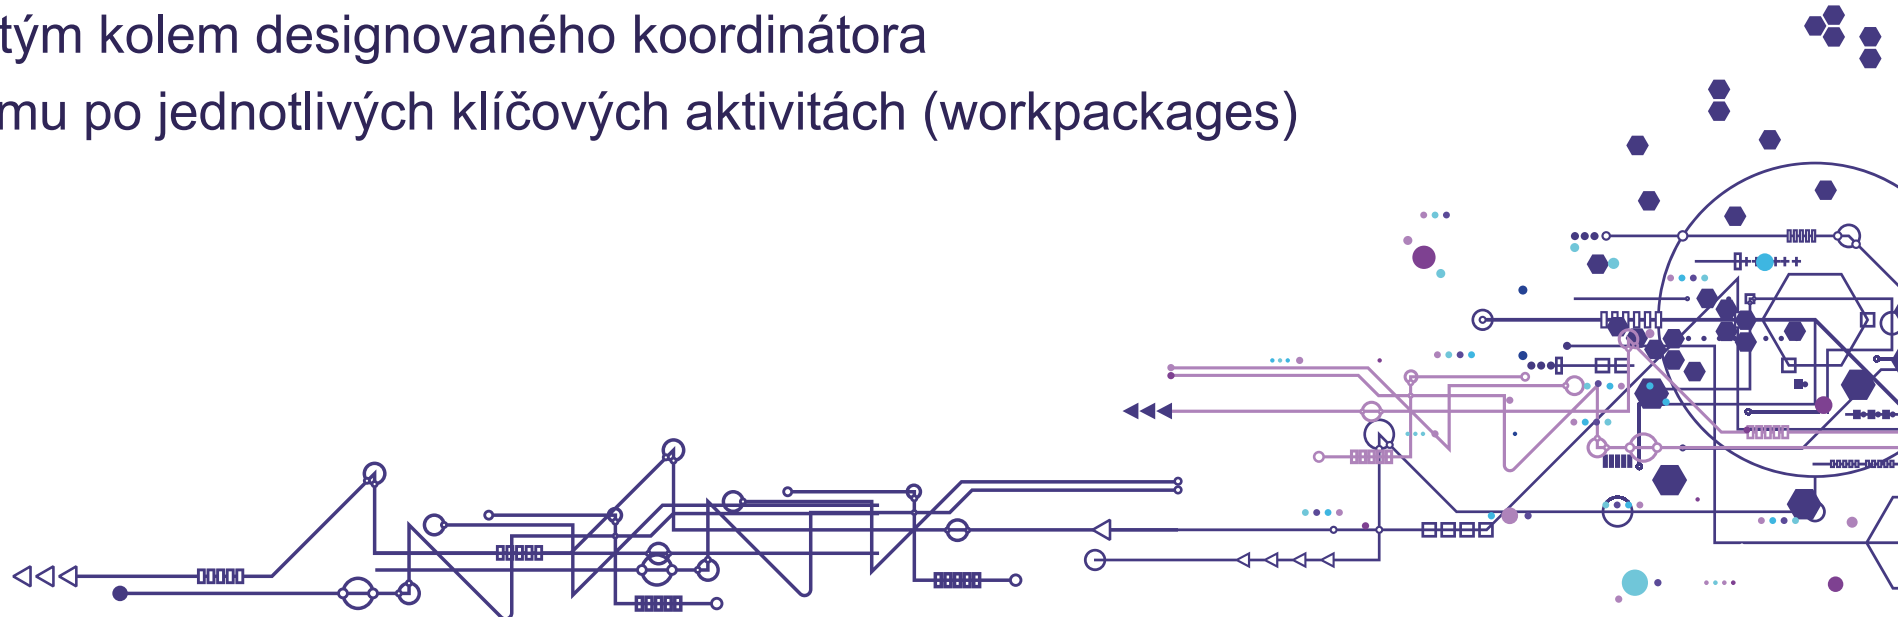 tým kolem designovaného koordinátora
mu po jednotlivých klíčových aktivitách (workpackages)